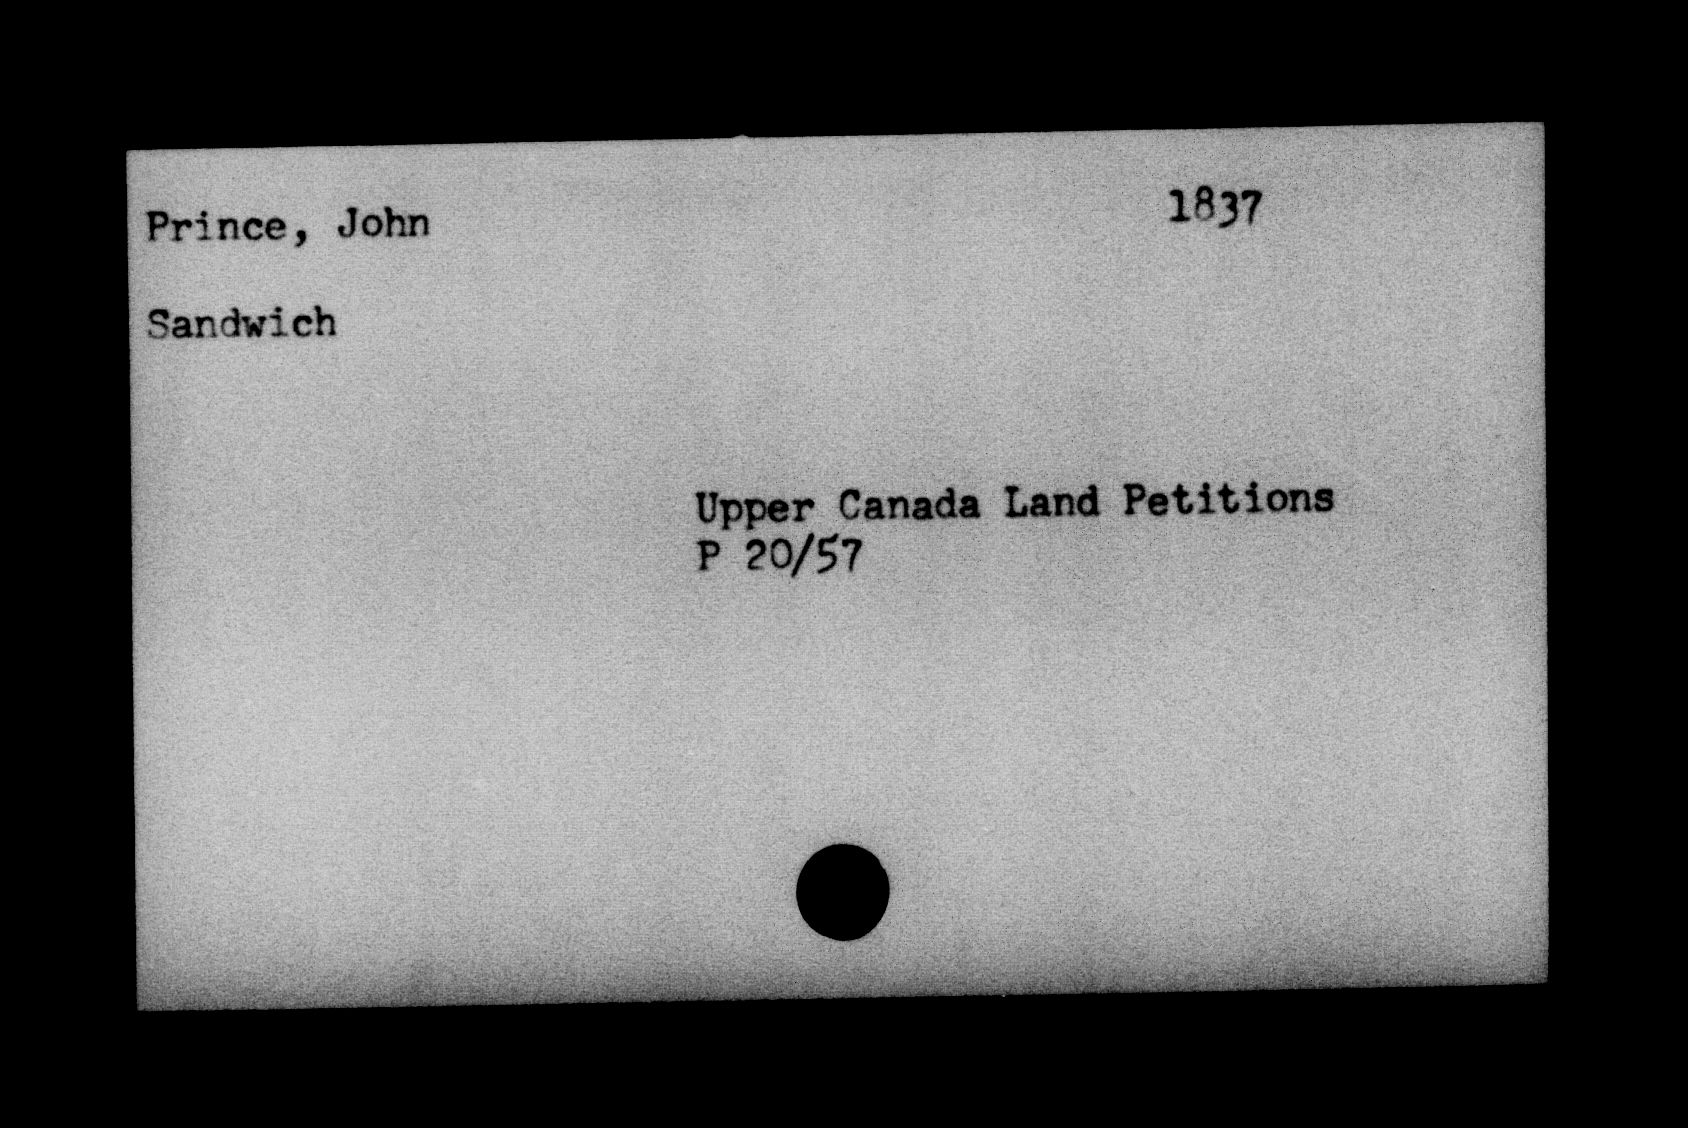 Prince, John 1837
Sandwich
Upper Canada Land Petitions
P 20/57